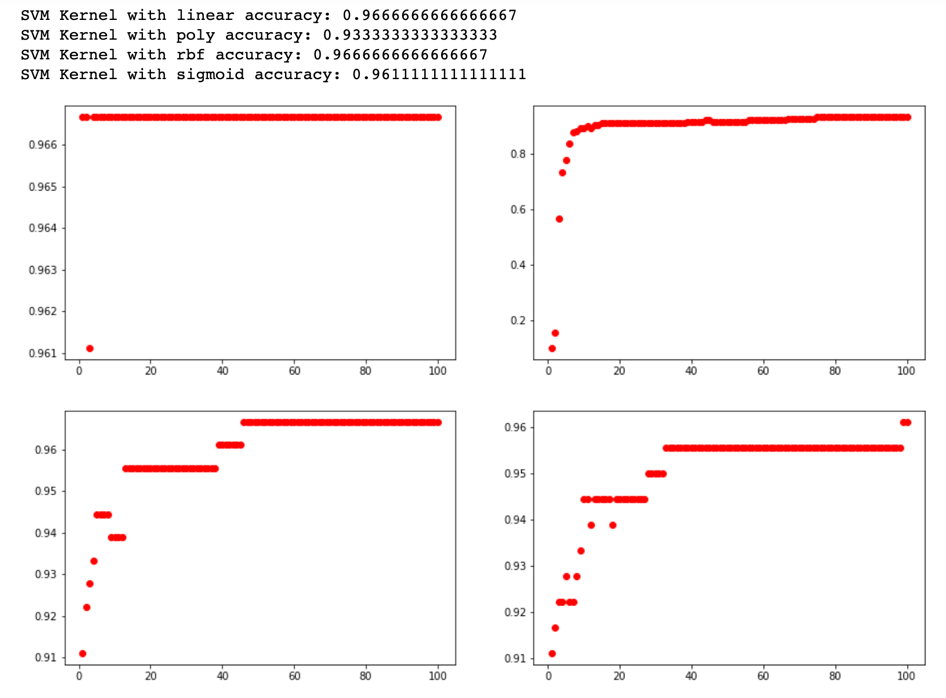 SVM Kernel with linear accuracy: 0.9666666666666667
SVM Kernel with poly accuracy: 0.9333333333333333
SVM Kernel with rbf accuracy: 0.9666666666666667
SVM Kernel with sigmoid accuracy: 0.9611111111111111
0.966
0.965
0.964
0.963
0.962
0.961
0 20 40 60 80 100
0.8
0.6
0.4
0.2
0 20 40 60 80 100
0.96
0.95
0.94
0.93
0.92
0.91
0 20 40 60 80 100
0.96
0.95
0.94
0.93
0.92
0.91
0 20 40 60 80 100